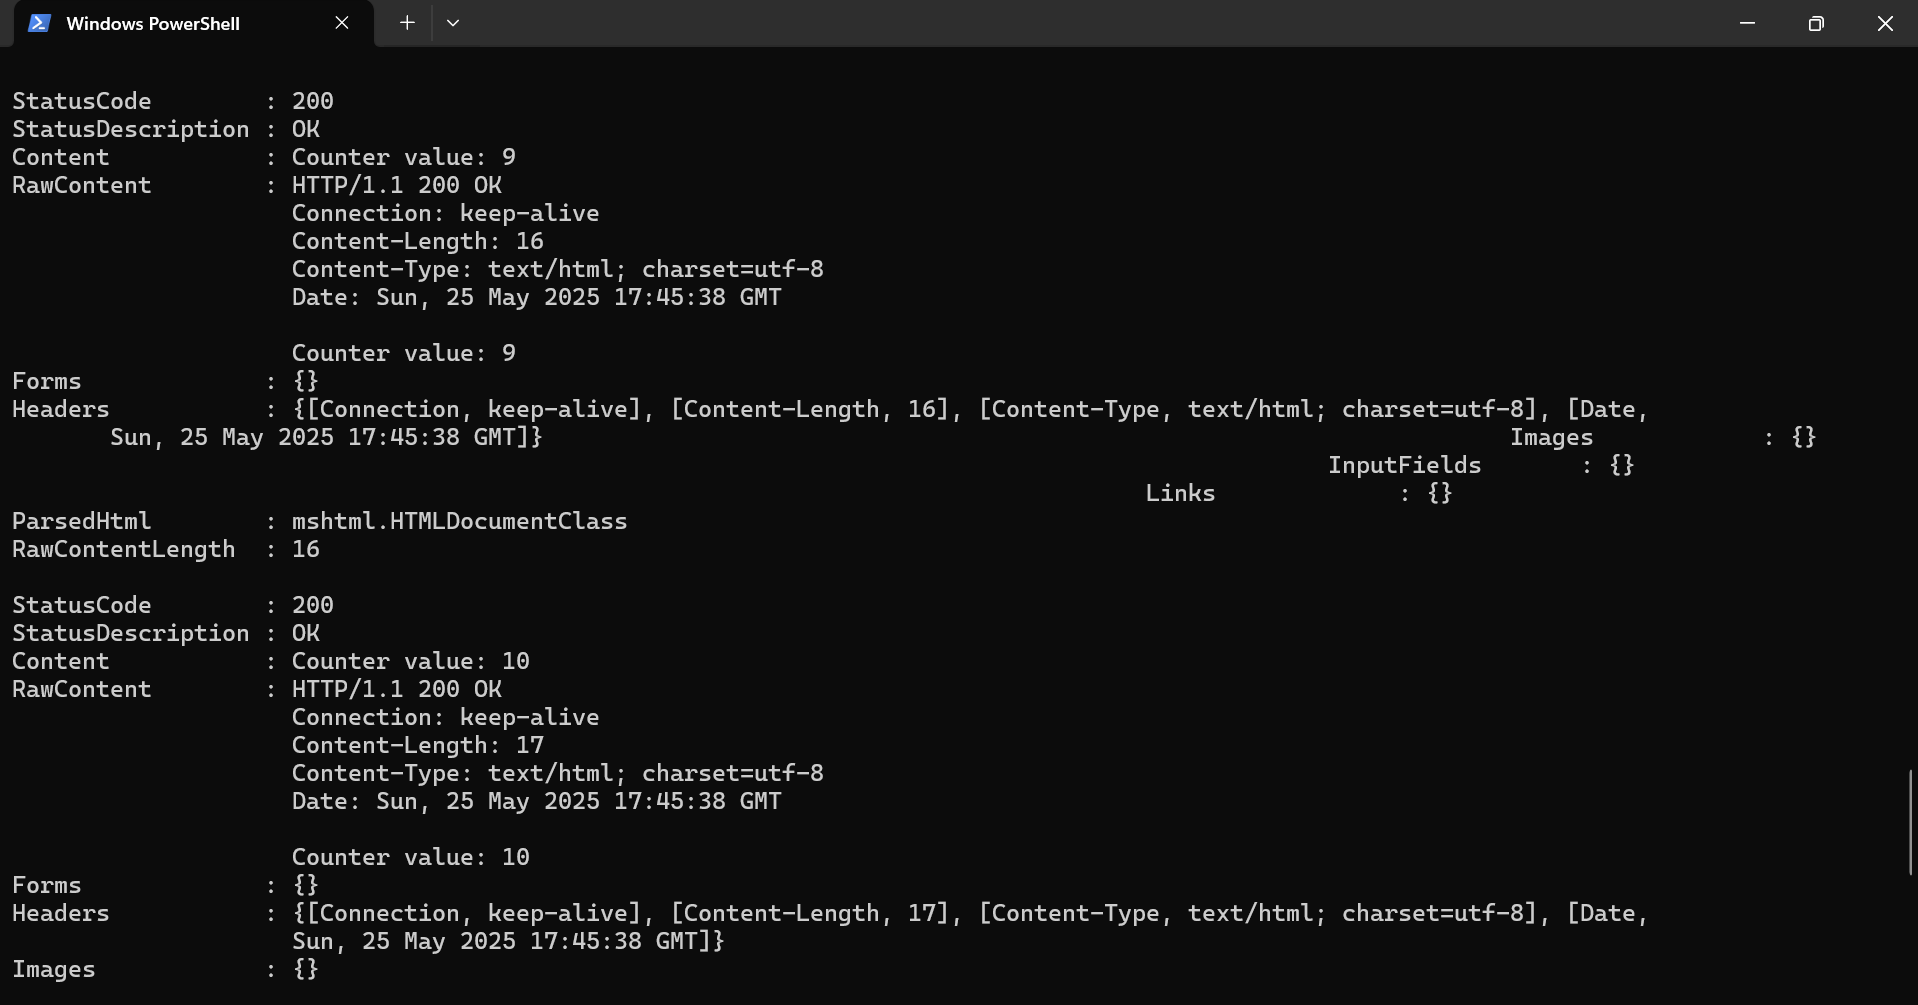 Windows PowerShell
StatusCode        : 200
StatusDescription : OK
Content           : Counter value: 9
RawContent        : HTTP/1.1 200 OK
                    Connection: keep-alive
                    Content-Length: 16
                    Content-Type: text/html; charset=utf-8
                    Date: Sun, 25 May 2025 17:45:38 GMT

                    Counter value: 9
Forms             : {}
Headers           : {[Connection, keep-alive], [Content-Length, 16], [Content-Type, text/html; charset=utf-8], [Date,
       Sun, 25 May 2025 17:45:38 GMT]}                                                                     Images            : {}
                                                                                              InputFields       : {}
                                                                                 Links             : {}
ParsedHtml        : mshtml.HTMLDocumentClass
RawContentLength  : 16

StatusCode        : 200
StatusDescription : OK
Content           : Counter value: 10
RawContent        : HTTP/1.1 200 OK
                    Connection: keep-alive
                    Content-Length: 17
                    Content-Type: text/html; charset=utf-8
                    Date: Sun, 25 May 2025 17:45:38 GMT

                    Counter value: 10
Forms             : {}
Headers           : {[Connection, keep-alive], [Content-Length, 17], [Content-Type, text/html; charset=utf-8], [Date,
                    Sun, 25 May 2025 17:45:38 GMT]}
Images            : {}